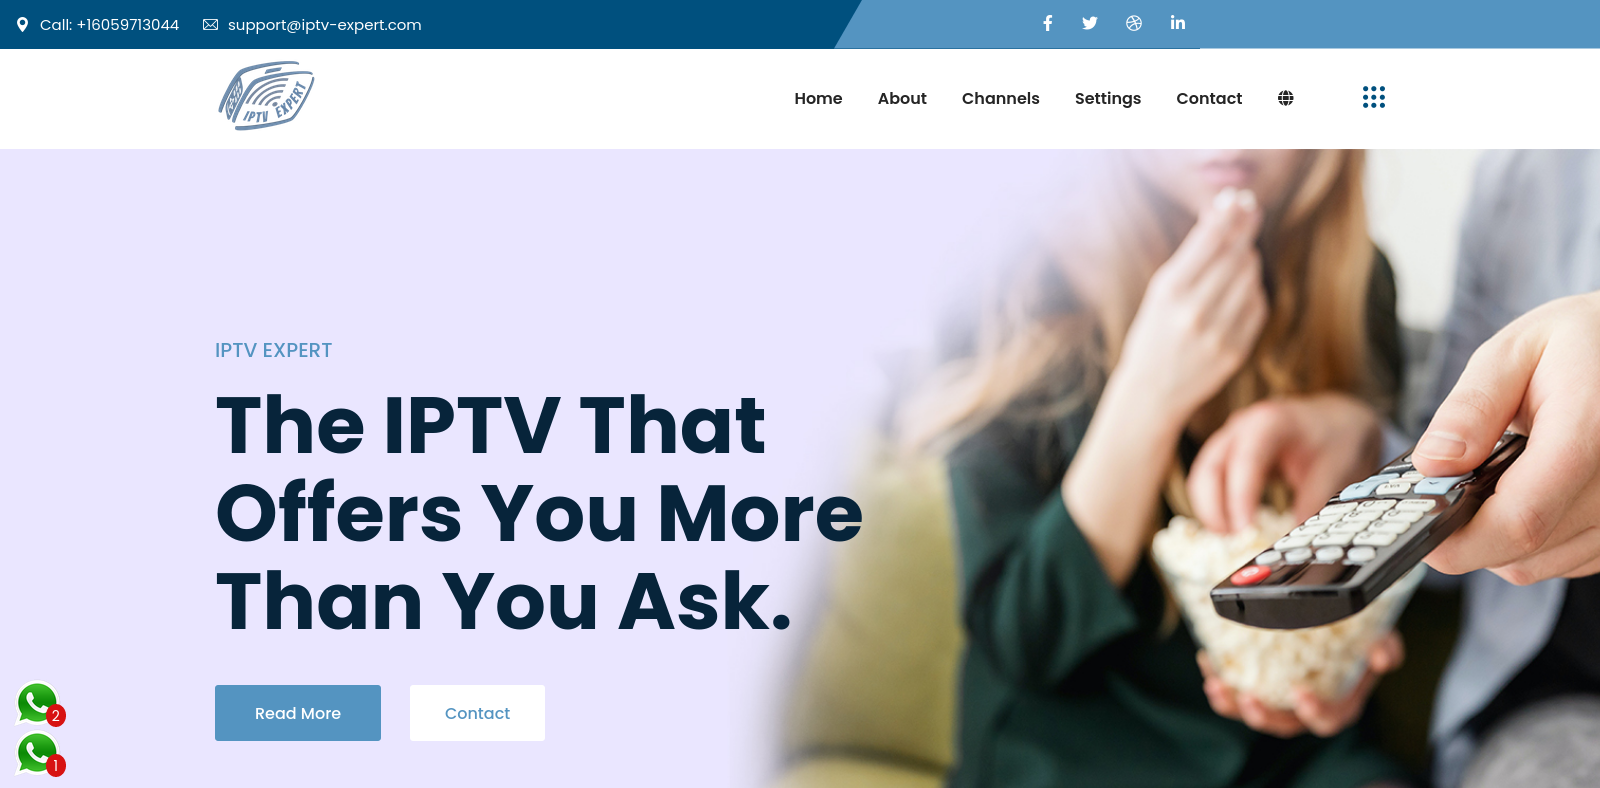 Call: +16059713044
support@iptv-expert.com
IPTV EXPERT
Home
About
Channels
Settings
Contact
IPTV EXPERT
The IPTV That
Offers You More
Than You Ask.
Read More
Contact
2
1